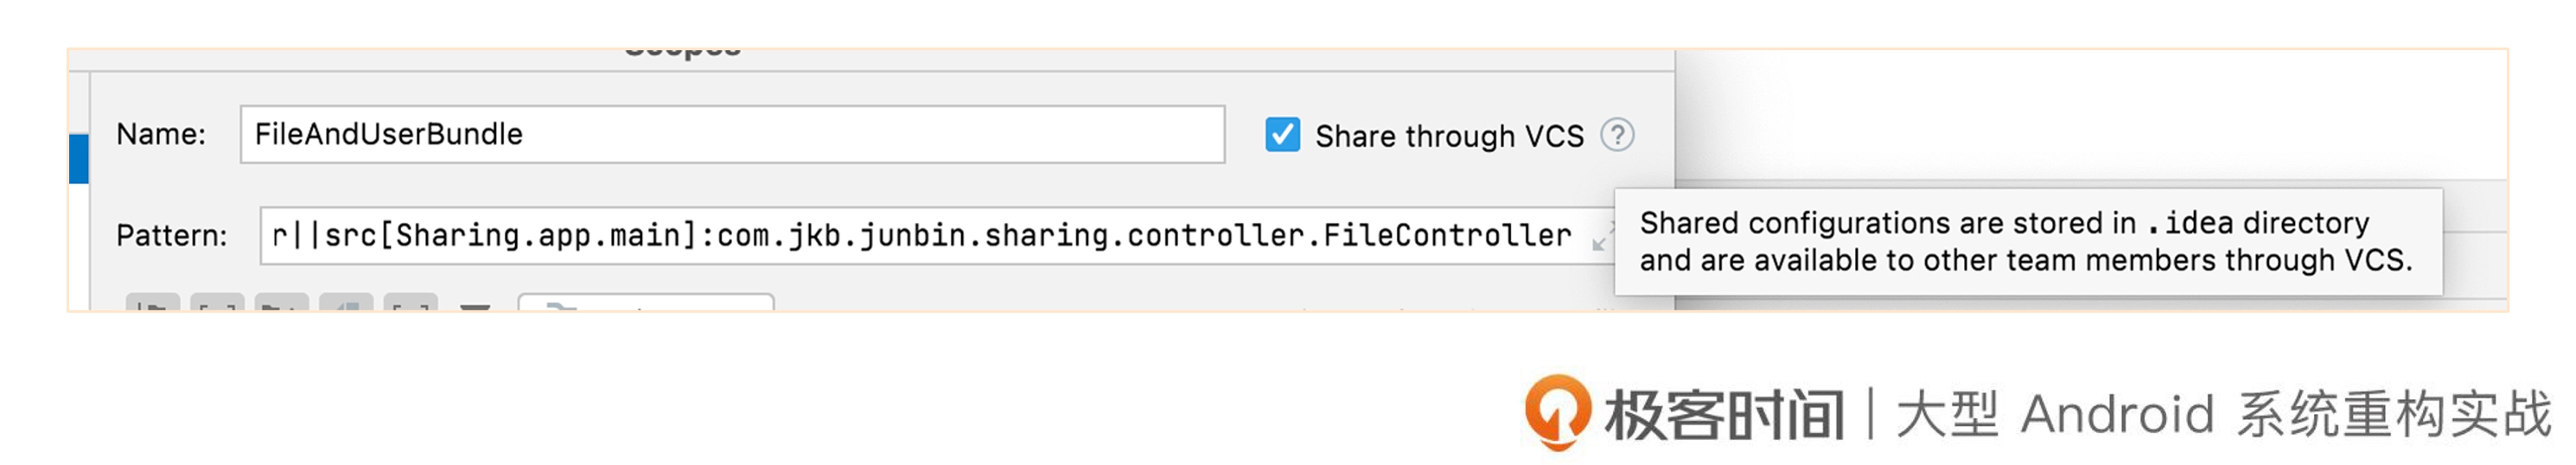 Scopes
Name: FileAndUserBundle Share through VCS ?
Pattern: r||src[Sharing.app.main]:com.jkb.junbin.sharing.controller.FileController
Shared configurations are stored in .idea directory
and are available to other team members through VCS.
极客时间 | 大型 Android 系统重构实战